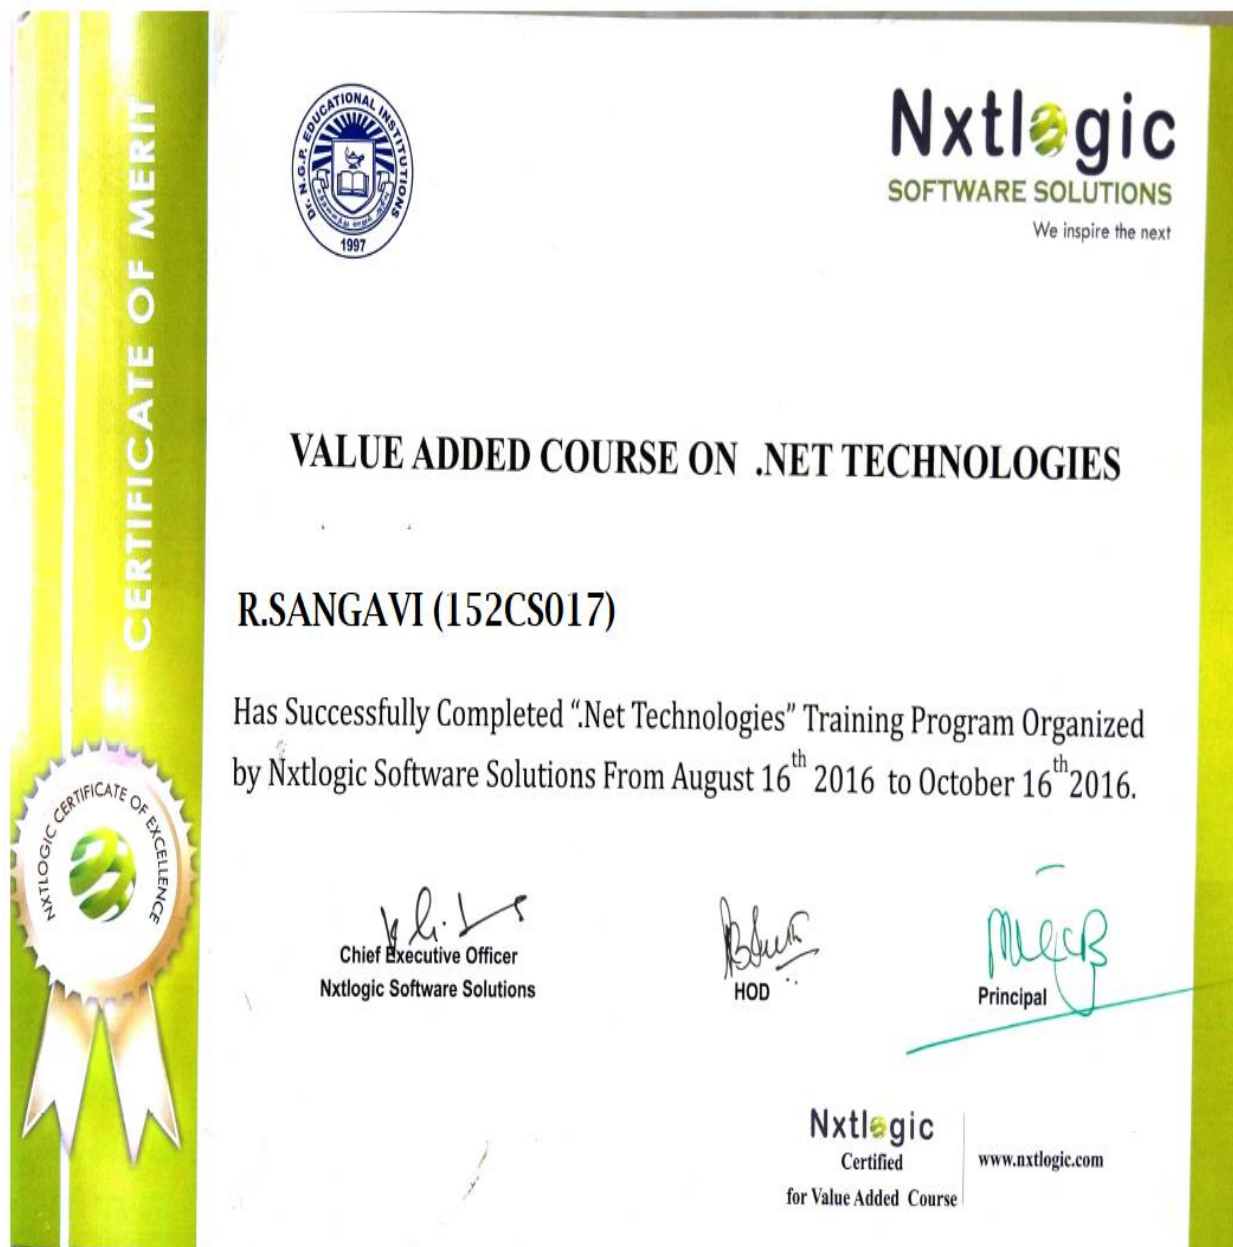 CERTIFICATE OF MERIT
Dr. N.G.P. EDUCATIONAL INSTITUTIONS
1997
Nxtlogic
SOFTWARE SOLUTIONS
We inspire the next
VALUE ADDED COURSE ON .NET TECHNOLOGIES
R.SANGAVI (152CS017)
Has Successfully Completed “.Net Technologies” Training Program Organized
by Nxtlogic Software Solutions From August 16th 2016 to October 16th 2016.
NXTLOGIC CERTIFICATE OF EXCELLENCE
Chief Executive Officer
Nxtlogic Software Solutions
HOD
Principal
Nxtlogic
Certified
for Value Added Course
www.nxtlogic.com